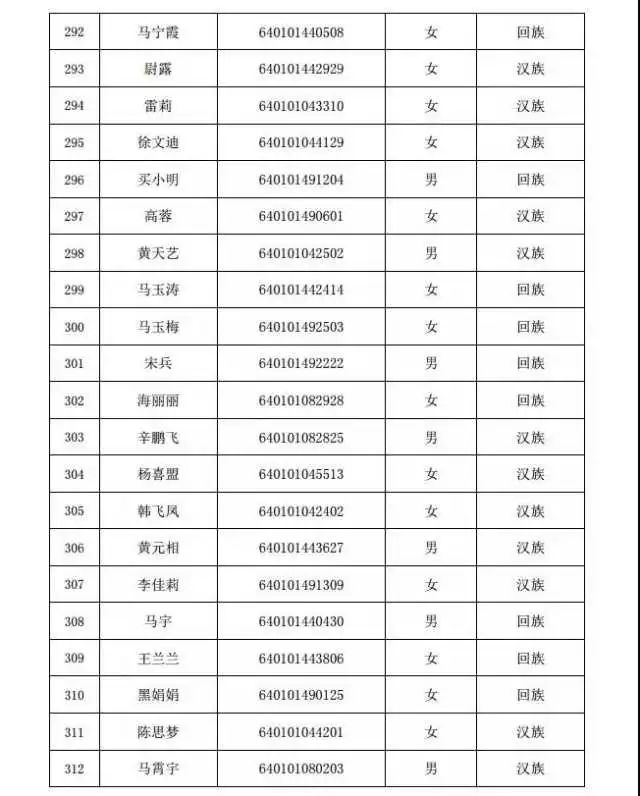 292 马宁霞 640101440508 女 回族
293 尉露 640101442929 女 汉族
294 雷莉 640101043310 女 汉族
295 徐文迪 640101044129 女 汉族
296 买小明 640101491204 男 回族
297 高蓉 640101490601 女 汉族
298 黄天艺 640101042502 男 汉族
299 马玉涛 640101442414 女 回族
300 马玉梅 640101492503 女 回族
301 宋兵 640101492222 男 回族
302 海丽丽 640101082928 女 回族
303 辛鹏飞 640101082825 男 汉族
304 杨喜盟 640101045513 女 汉族
305 韩飞凤 640101042402 女 汉族
306 黄元相 640101443627 男 汉族
307 李佳莉 640101491309 女 汉族
308 马宇 640101440430 男 回族
309 王兰兰 640101443806 女 回族
310 黑娟娟 640101490125 女 回族
311 陈思梦 640101044201 女 汉族
312 马霄宇 640101080203 男 汉族